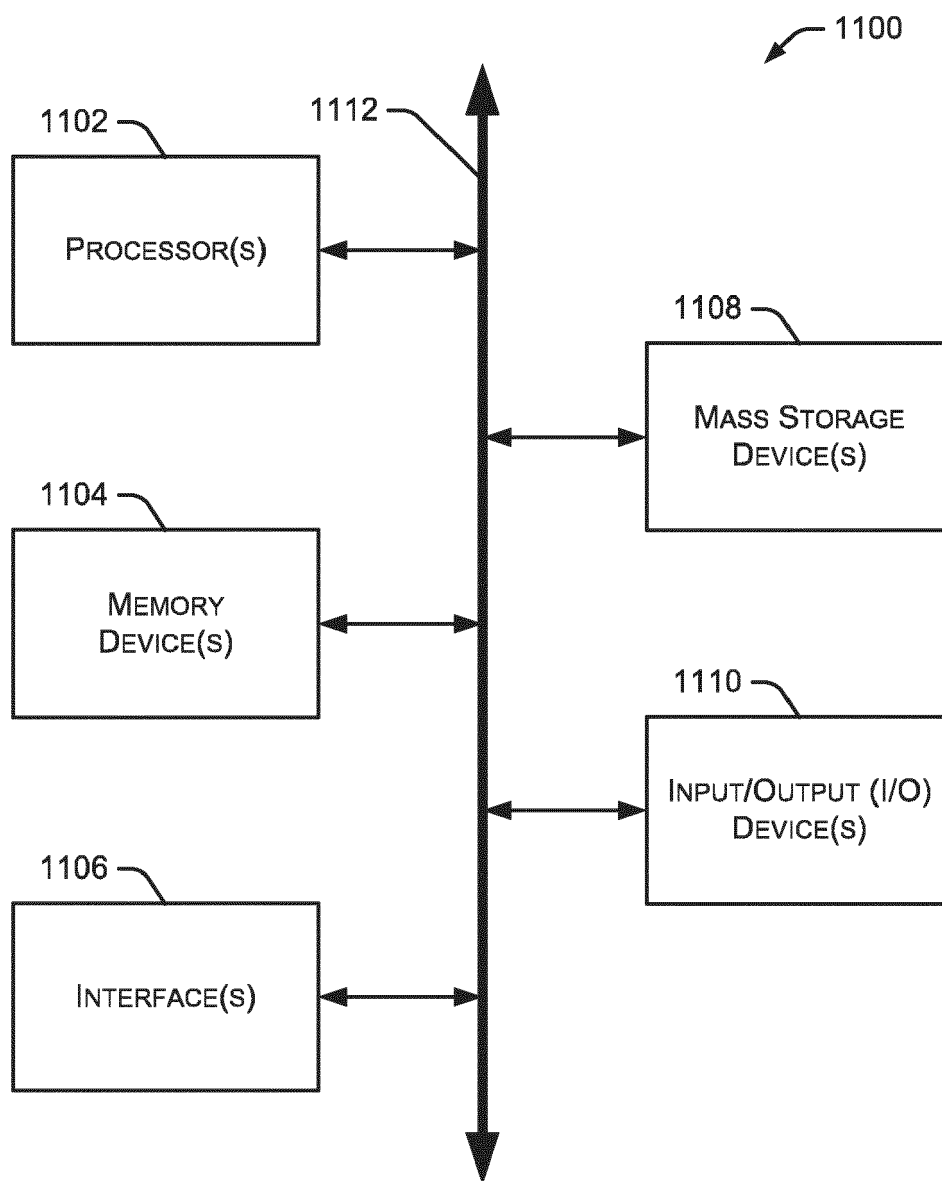 1100
1102
1112
PROCESSOR(S)
1108
MASS STORAGE
DEVICE(S)
1104
MEMORY
DEVICE(S)
1110
INPUT/OUTPUT (I/O)
DEVICE(S)
1106
INTERFACE(S)